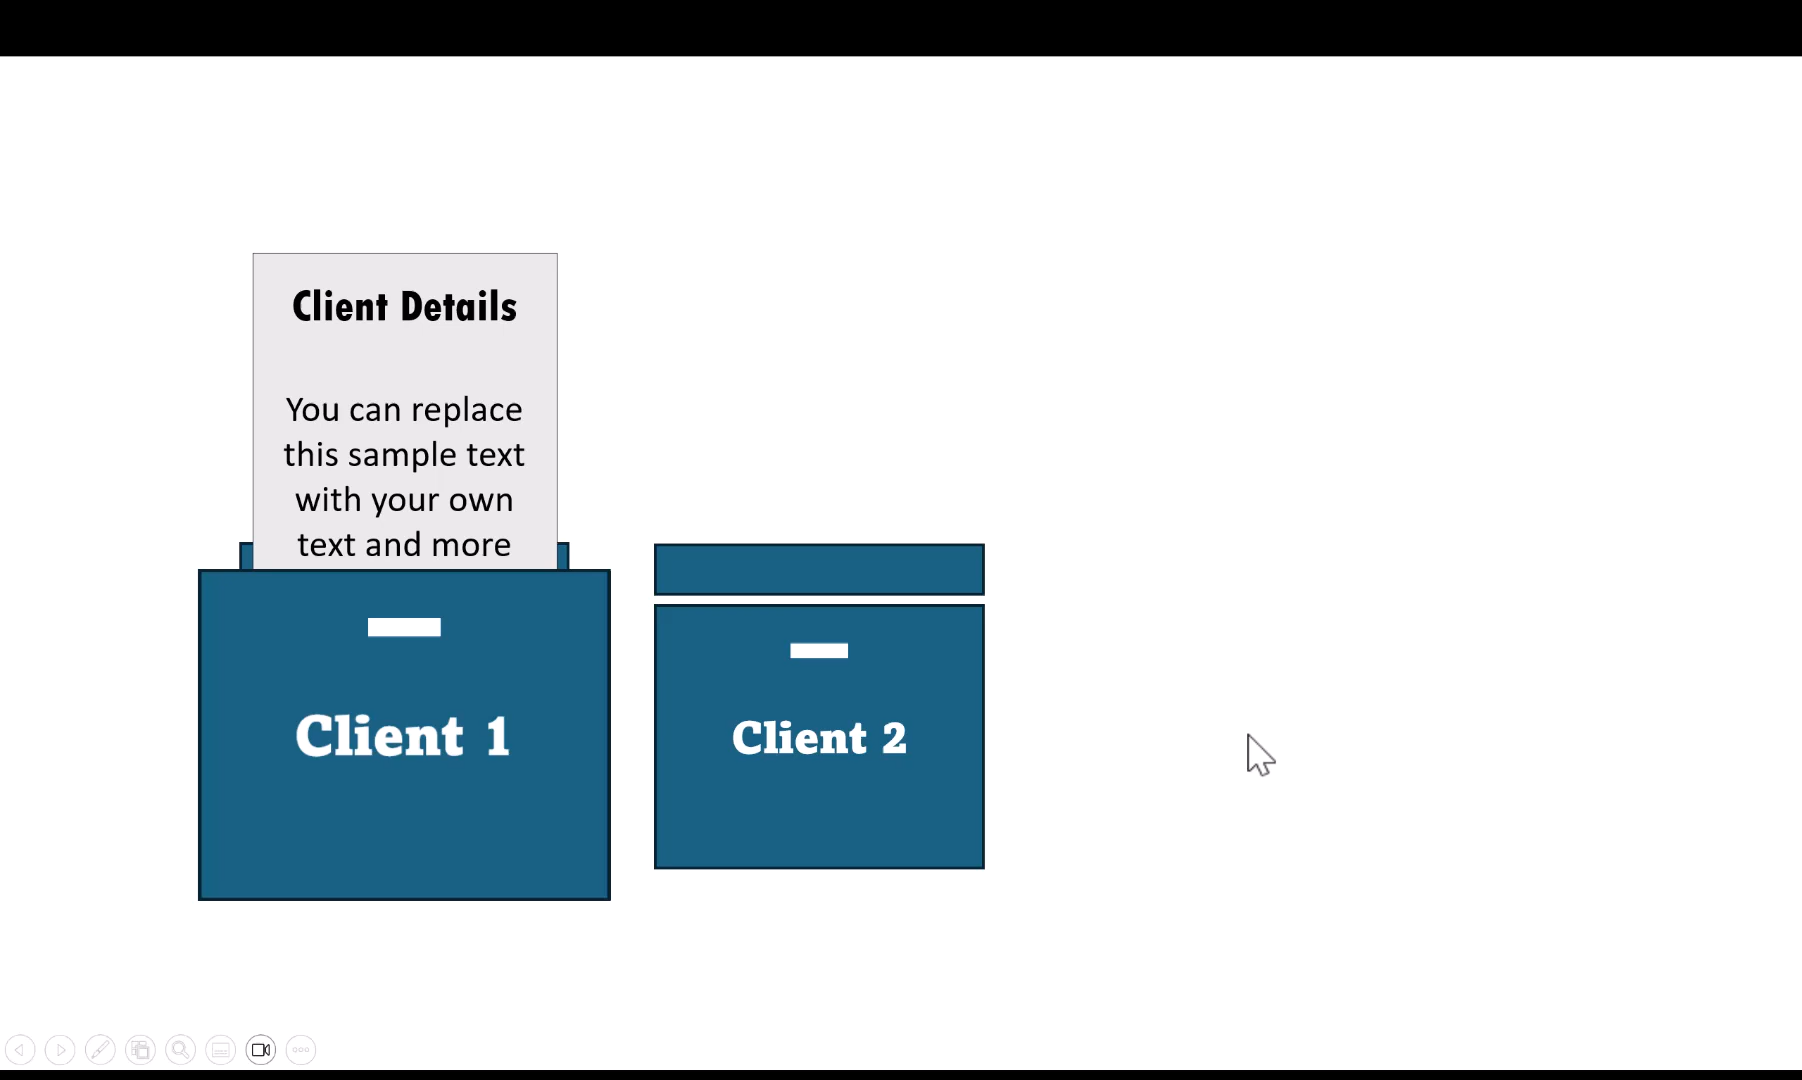 Client Details
You can replace
this sample text
with your own
text and more
Client 1
Client 2